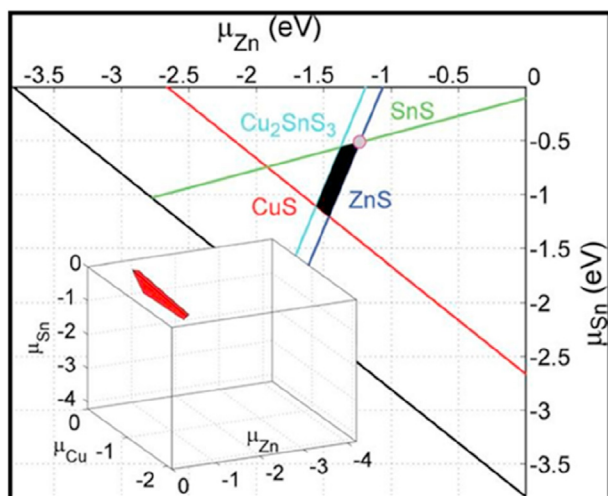 μZn (eV)
-3.5 -3 -2.5 -2 -1.5 -1 -0.5 0
Cu2SnS3
SnS
-0.5
-1
CuS
ZnS
-1.5
-2
-2.5
-3
-3.5
μSn (eV)
0
-1
-2
-3
-4
μSn
0
-1
-2
μCu
0 -1 -2 -3 -4
μZn